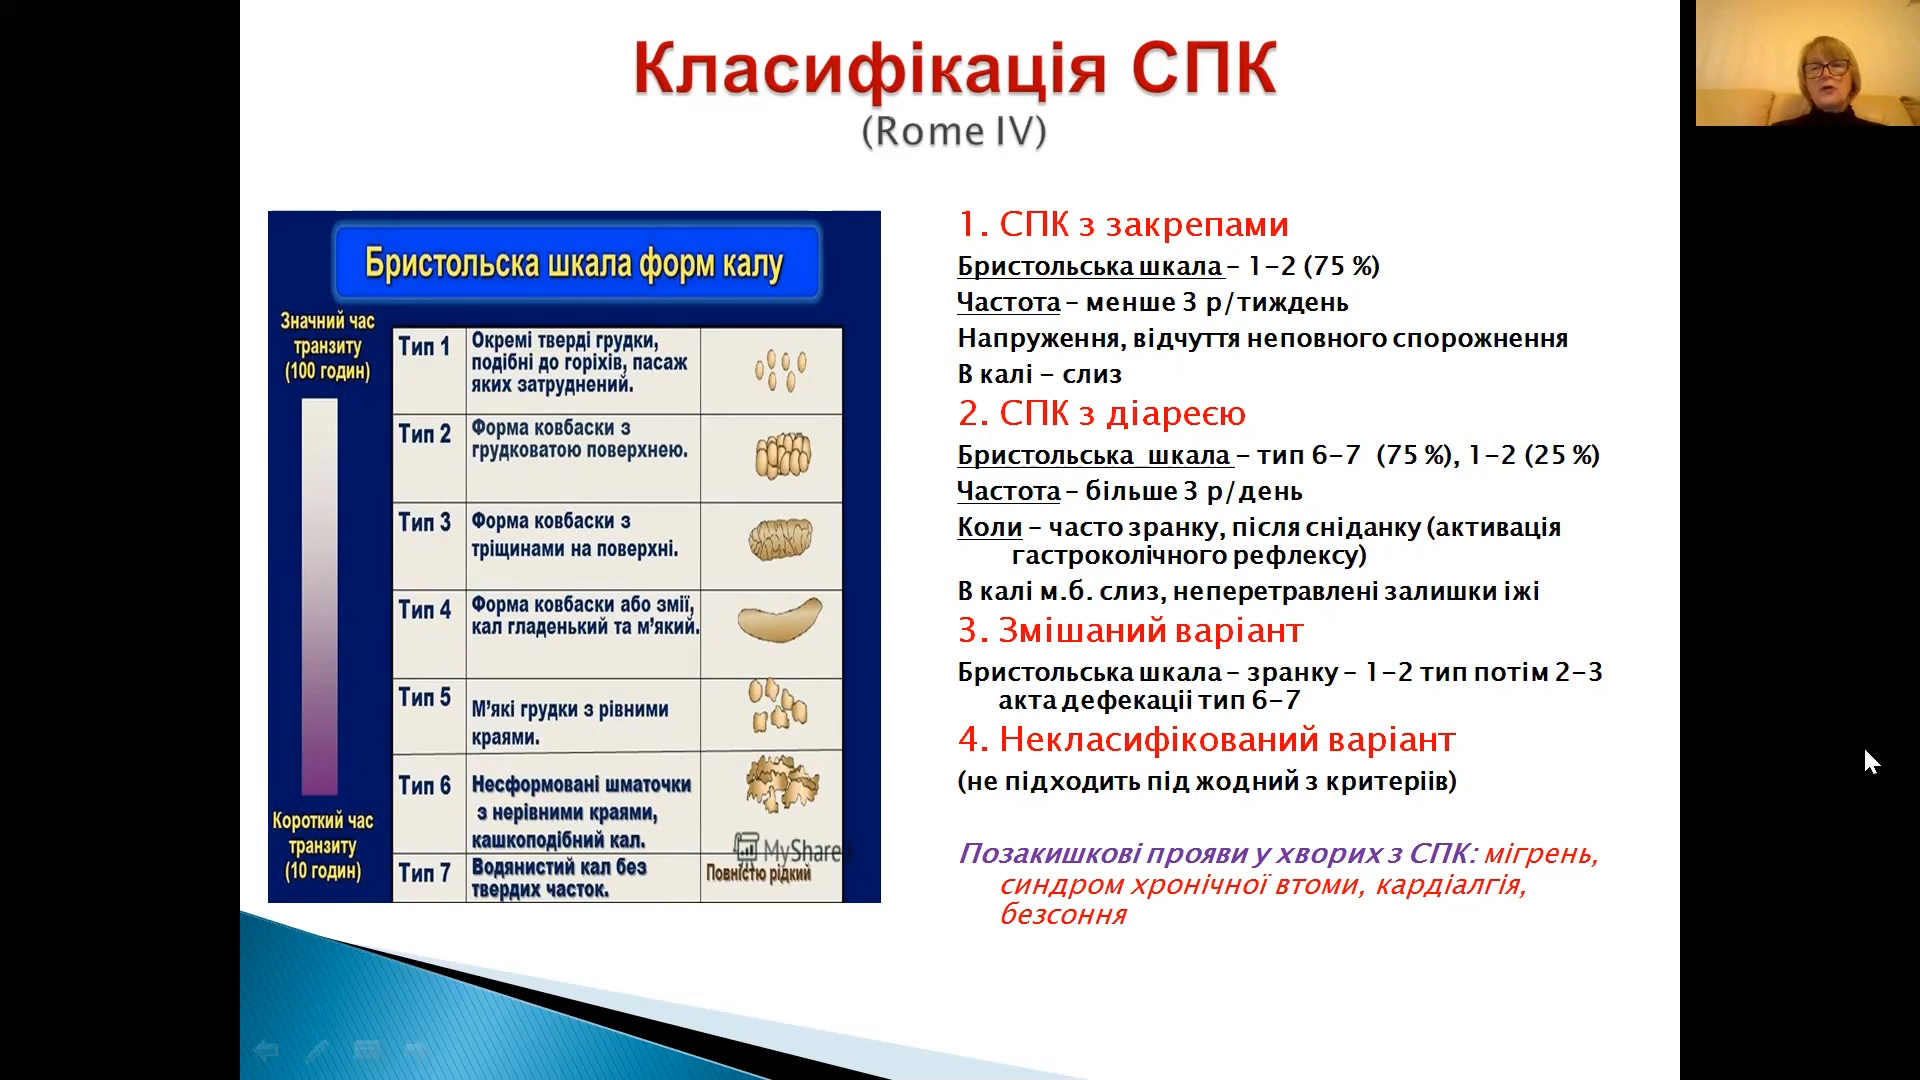 Класифікація СПК
(Rome IV)
Бристольска шкала форм калу
Значний час
транзиту
(100 годин)
Короткий час
транзиту
(10 годин)
Тип 1
Окремі тверді грудки,
подібні до горіхів, пасаж
яких затруднений.
Тип 2
Форма ковбаски з
грудковатою поверхнею.
Тип 3
Форма ковбаски з
тріщинами на поверхні.
Тип 4
Форма ковбаски або змії,
кал гладенький та м'який.
Тип 5
М'які грудки з рівними
краями.
Тип 6
Несформовані шматочки
з нерівними краями,
кашкоподібний кал.
Тип 7
Водянистий кал без
твердих часток.
MyShare
Повністю рідкий
1. СПК з закрепами
Бристольська шкала – 1-2 (75 %)
Частота – менше 3 р/тиждень
Напруження, відчуття неповного спорожнення
В калі – слиз
2. СПК з діареєю
Бристольська шкала – тип 6-7 (75 %), 1-2 (25 %)
Частота – більше 3 р/день
Коли – часто зранку, після сніданку (активація
гастроколічного рефлексу)
В калі м.б. слиз, неперетравлені залишки їжі
3. Змішаний варіант
Бристольська шкала – зранку – 1-2 тип потім 2-3
акта дефекації тип 6-7
4. Некласифікований варіант
(не підходить під жодний з критеріїв)
Позакишкові прояви у хворих з СПК: мігрень,
синдром хронічної втоми, кардіалгія,
безсоння